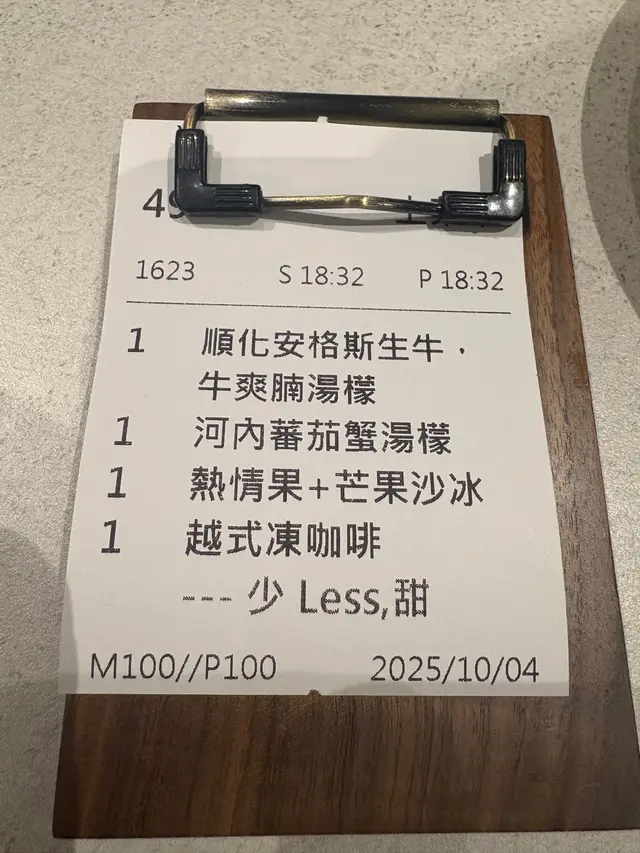 49
1623 S 18:32 P 18:32
1 順化安格斯生牛，
牛爽腩湯檬
1 河內蕃茄蟹湯檬
1 熱情果+芒果沙冰
1 越式凍咖啡
--- 少 Less,甜
M100//P100 2025/10/04